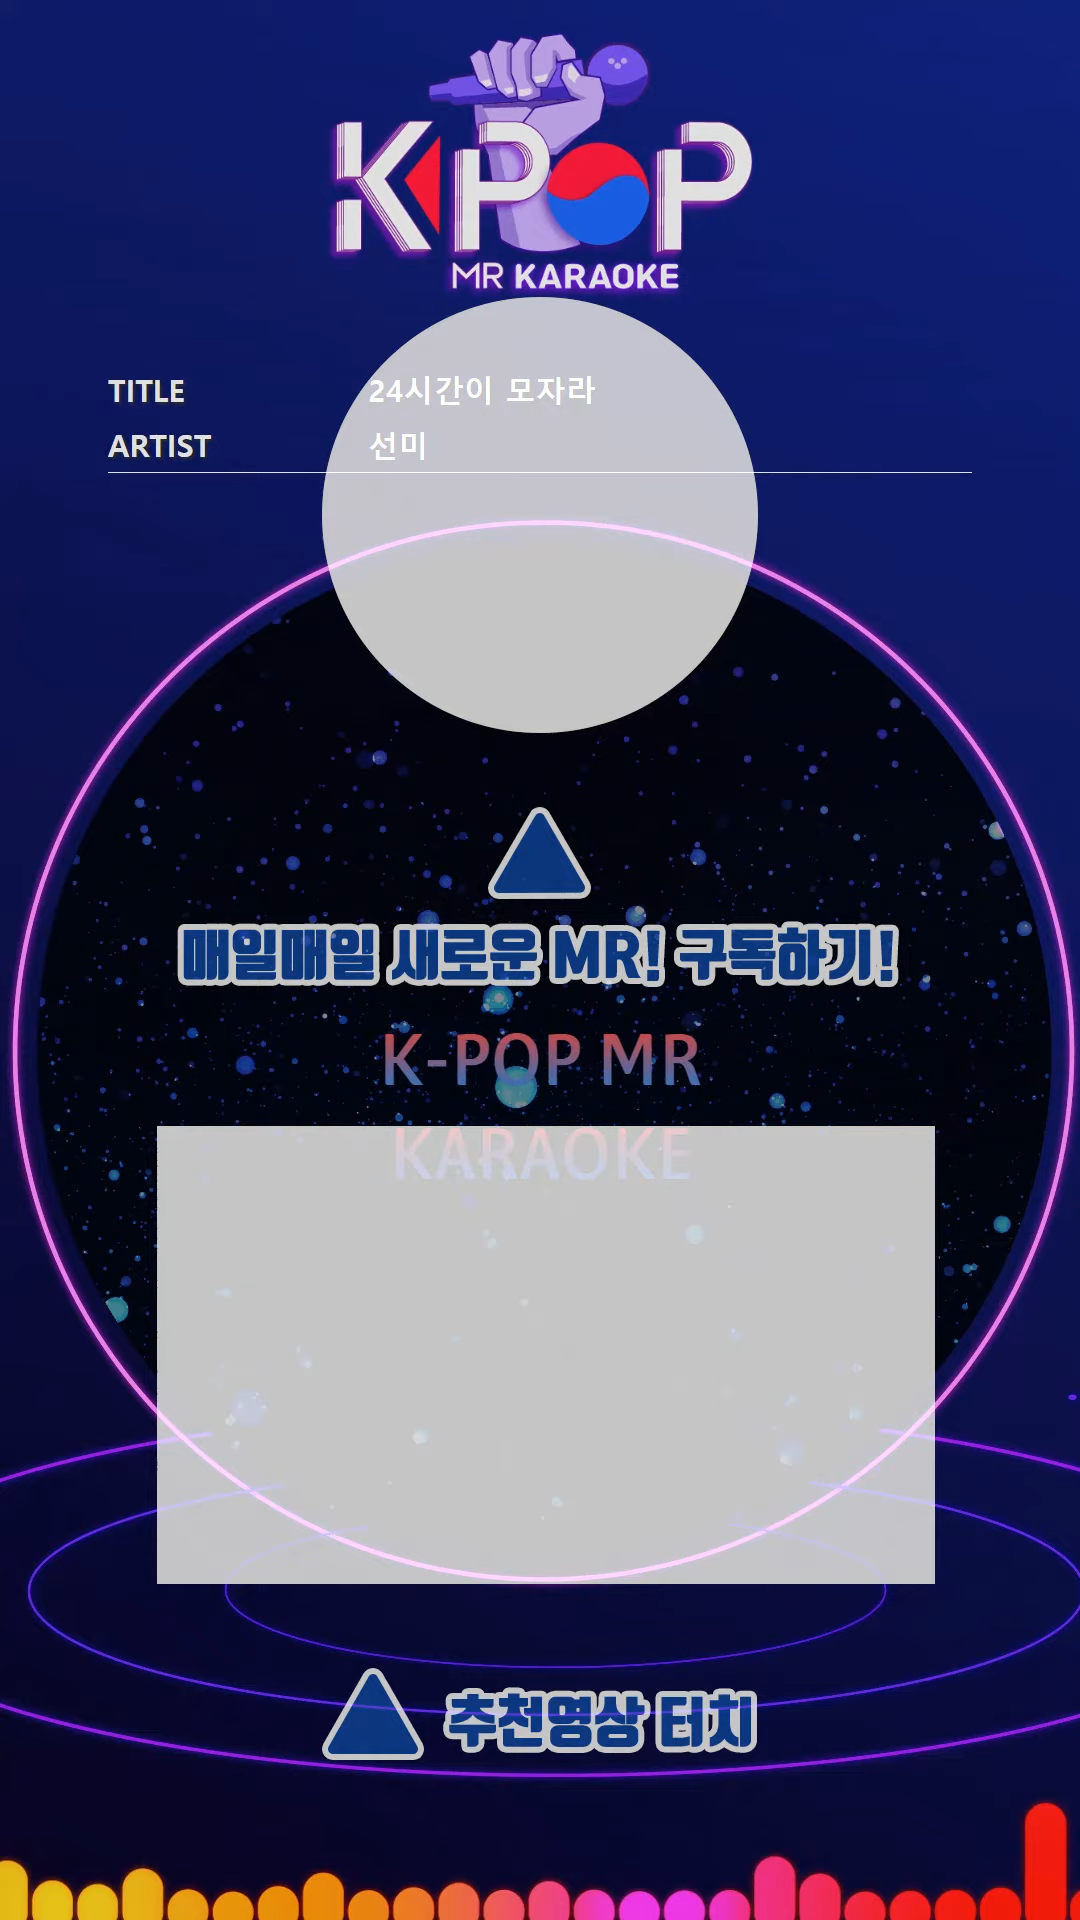 KPOP
MR KARAOKE
TITLE 24시간이 모자라
ARTIST 선미
매일매일 새로운 MR! 구독하기!
K-POP MR
KARAOKE
추천영상 터치